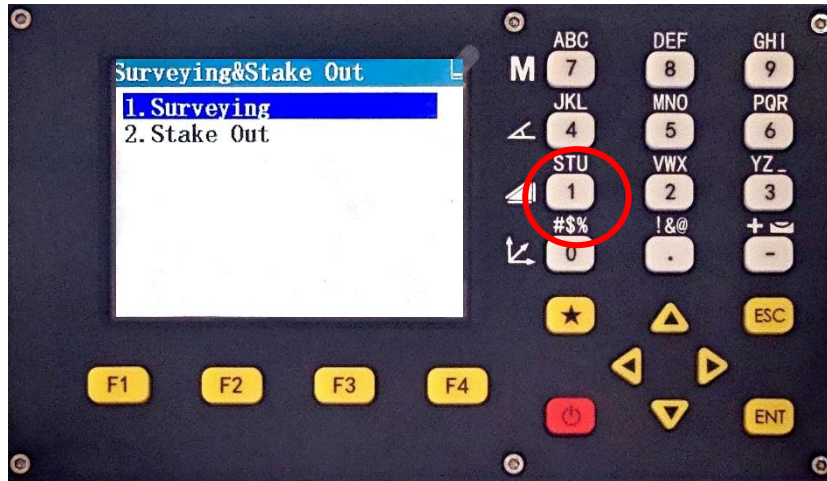 Surveying&Stake Out
1.Surveying
2.Stake Out
F1 F2 F3 F4
ABC DEF GHI
M 7 8 9
JKL MNO PQR
4 5 6
STU VWX YZ_
1 2 3
#$% !&@ +
0 . -
ESC
ENT